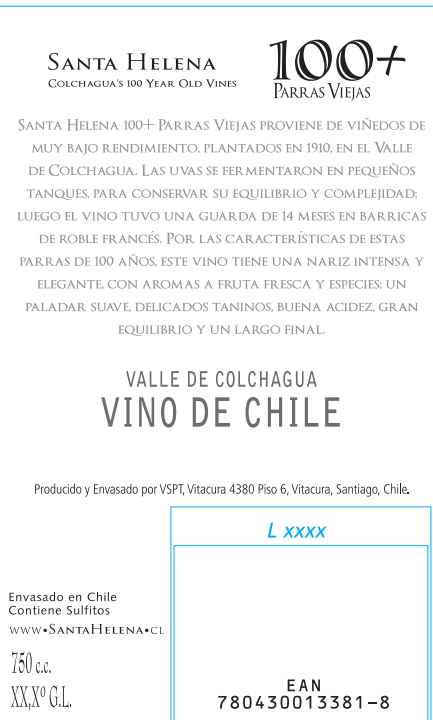 Santa Helena
Colchagua's 100 Year Old Vines
100+
Parras Viejas
Santa Helena 100+ Parras Viejas proviene de viñedos de
muy bajo rendimiento, plantados en 1910, en el Valle
de Colchagua. Las uvas se fermentaron en pequeños
tanques, para conservar su equilibrio y complejidad;
luego el vino tuvo una guarda de 14 meses en barricas
de roble francés. Por las características de estas
parras de 100 años, este vino tiene una nariz intensa y
elegante, con aromas a fruta fresca y especies; un
paladar suave, delicados taninos, buena acidez, gran
equilibrio y un largo final.
VALLE DE COLCHAGUA
VINO DE CHILE
Producido y Envasado por VSPT, Vitacura 4380 Piso 6, Vitacura, Santiago, Chile.
L xxxx
Envasado en Chile
Contiene Sulfitos
www•SantaHelena•cl
750 c.c.
XX,Xº G.L.
EAN
780430013381-8